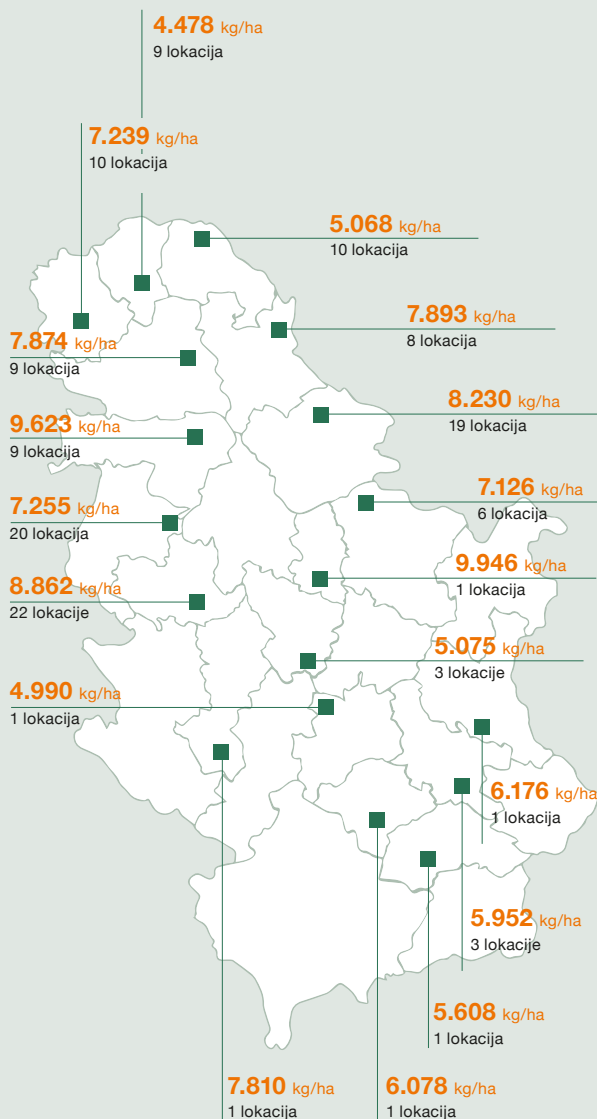 4.478 kg/ha
9 lokacija
7.239 kg/ha
10 lokacija
5.068 kg/ha
10 lokacija
7.893 kg/ha
8 lokacija
7.874 kg/ha
9 lokacija
8.230 kg/ha
19 lokacija
9.623 kg/ha
9 lokacija
7.126 kg/ha
6 lokacija
7.255 kg/ha
20 lokacija
9.946 kg/ha
1 lokacija
8.862 kg/ha
22 lokacije
5.075 kg/ha
3 lokacije
4.990 kg/ha
1 lokacija
6.176 kg/ha
1 lokacija
5.952 kg/ha
3 lokacije
5.608 kg/ha
1 lokacija
7.810 kg/ha
1 lokacija
6.078 kg/ha
1 lokacija